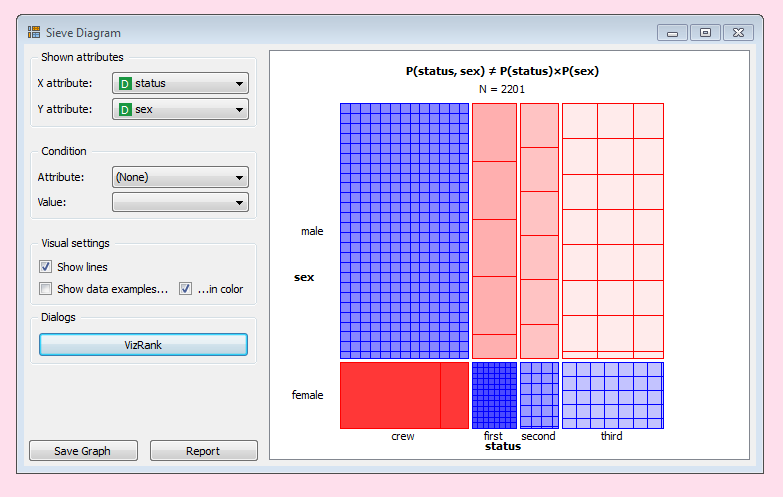 Sieve Diagram
Shown attributes
X attribute: D status
Y attribute: D sex
Condition
Attribute: (None)
Value:
Visual settings
Show lines
Show data examples... ...in color
Dialogs
VizRank
Save Graph Report
P(status, sex) ≠ P(status)×P(sex)
N = 2201
male
sex
female
crew first second third
status